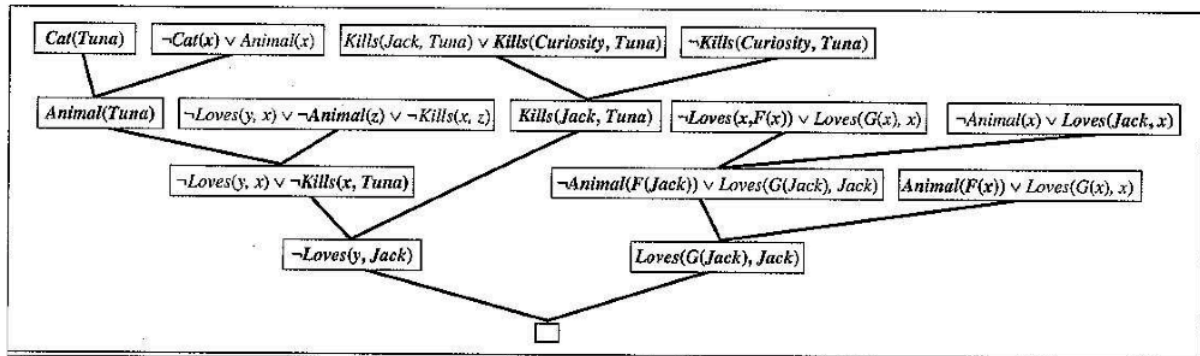 Cat(Tuna) ¬Cat(x) ∨ Animal(x) Kills(Jack, Tuna) ∨ Kills(Curiosity, Tuna) ¬Kills(Curiosity, Tuna)
Animal(Tuna) ¬Loves(y, x) ∨ ¬Animal(z) ∨ ¬Kills(x, z) Kills(Jack, Tuna) ¬Loves(x,F(x)) ∨ Loves(G(x), x) ¬Animal(x) ∨ Loves(Jack, x)
¬Loves(y, x) ∨ ¬Kills(x, Tuna) ¬Animal(F(Jack)) ∨ Loves(G(Jack), Jack) Animal(F(x)) ∨ Loves(G(x), x)
¬Loves(y, Jack) Loves(G(Jack), Jack)